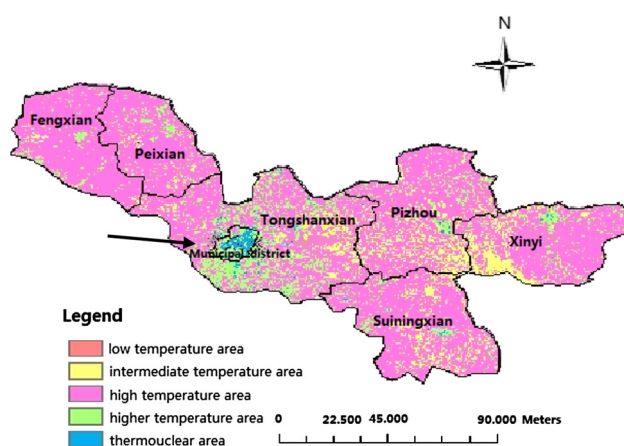 N
Fengxian
Peixian
Tongshanxian
Pizhou
Xinyi
Municipal district
Suiningxian
Legend
low temperature area
intermediate temperature area
high temperature area
higher temperature area
thermouclear area
0 22.500 45.000 90.000 Meters